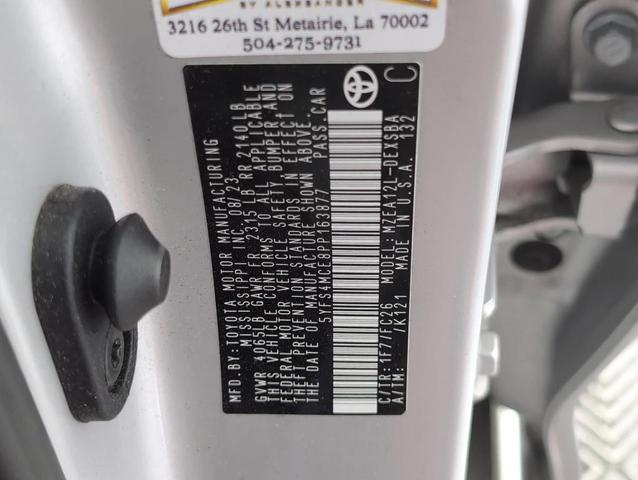 BY ALEKSANDER
3216 26th St Metairie, La 70002
504-275-9731
MFD BY: TOYOTA MOTOR MANUFACTURING
MISSISSIPPI, INC. 08/23
GVWR 4065LB GAWR FR 2315 LB RR 2140LB
THIS VEHICLE CONFORMS TO ALL APPLICABLE
FEDERAL MOTOR VEHICLE SAFETY BUMPER AND
THEFT PREVENTION STANDARDS IN EFFECT ON
THE DATE OF MANUFACTURE SHOWN ABOVE.
5YFS4MCE8PP163877 PASS.CAR
C
C/TR: 1F7/FC26 MODEL: MZEA12L-DEXSBA
A/TM: /K121 MADE IN U.S.A. 132